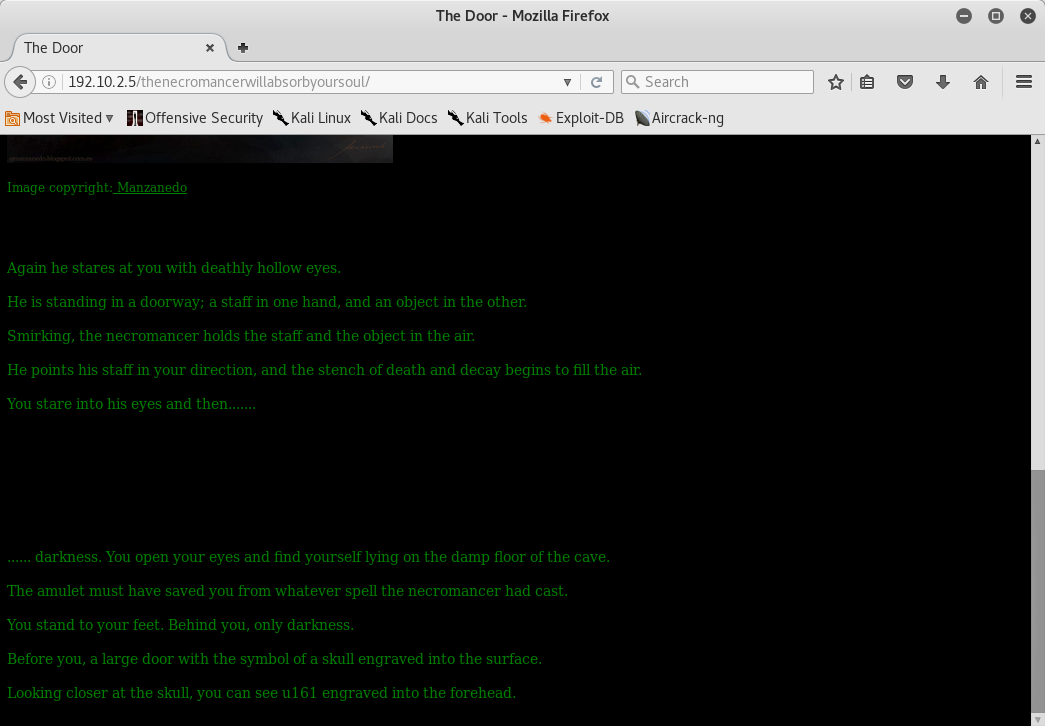 The Door - Mozilla Firefox
The Door
192.10.2.5/thenecromancerwillabsorbyoursoul/
Search
Most Visited Offensive Security Kali Linux Kali Docs Kali Tools Exploit-DB Aircrack-ng
Image copyright: Manzanedo
Again he stares at you with deathly hollow eyes.
He is standing in a doorway; a staff in one hand, and an object in the other.
Smirking, the necromancer holds the staff and the object in the air.
He points his staff in your direction, and the stench of death and decay begins to fill the air.
You stare into his eyes and then.......
...... darkness. You open your eyes and find yourself lying on the damp floor of the cave.
The amulet must have saved you from whatever spell the necromancer had cast.
You stand to your feet. Behind you, only darkness.
Before you, a large door with the symbol of a skull engraved into the surface.
Looking closer at the skull, you can see u161 engraved into the forehead.